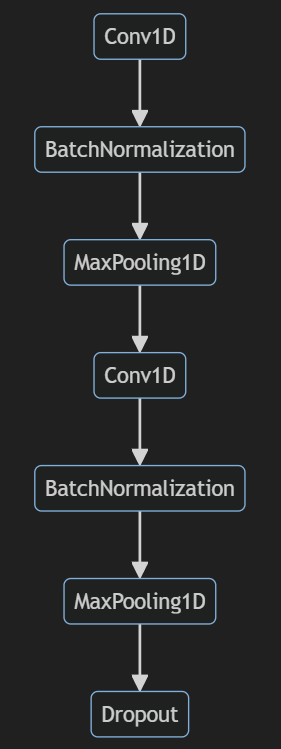 Conv1D
BatchNormalization
MaxPooling1D
Conv1D
BatchNormalization
MaxPooling1D
Dropout